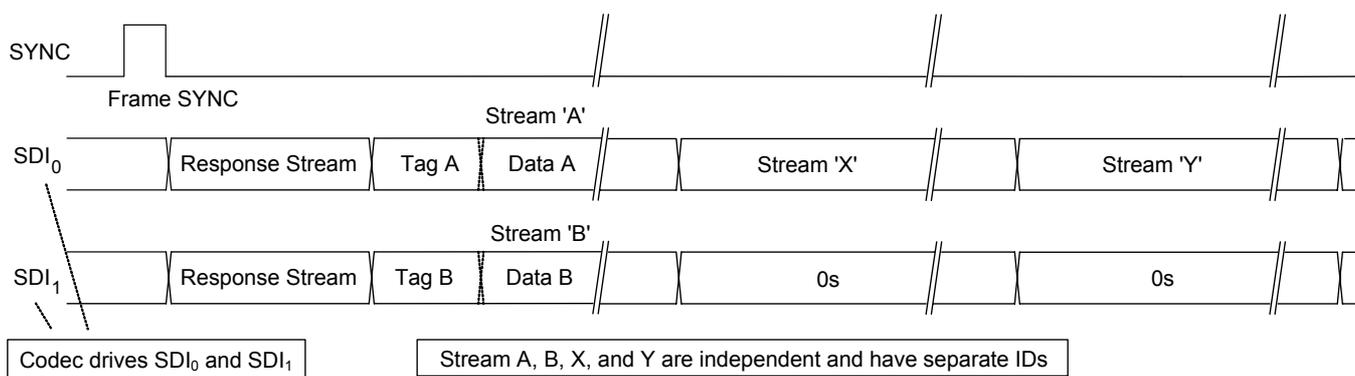 SYNC
Frame SYNC
Stream 'A'
SDI0 Response Stream Tag A Data A Stream 'X' Stream 'Y'
Stream 'B'
SDI1 Response Stream Tag B Data B 0s 0s
Codec drives SDI0 and SDI1
Stream A, B, X, and Y are independent and have separate IDs